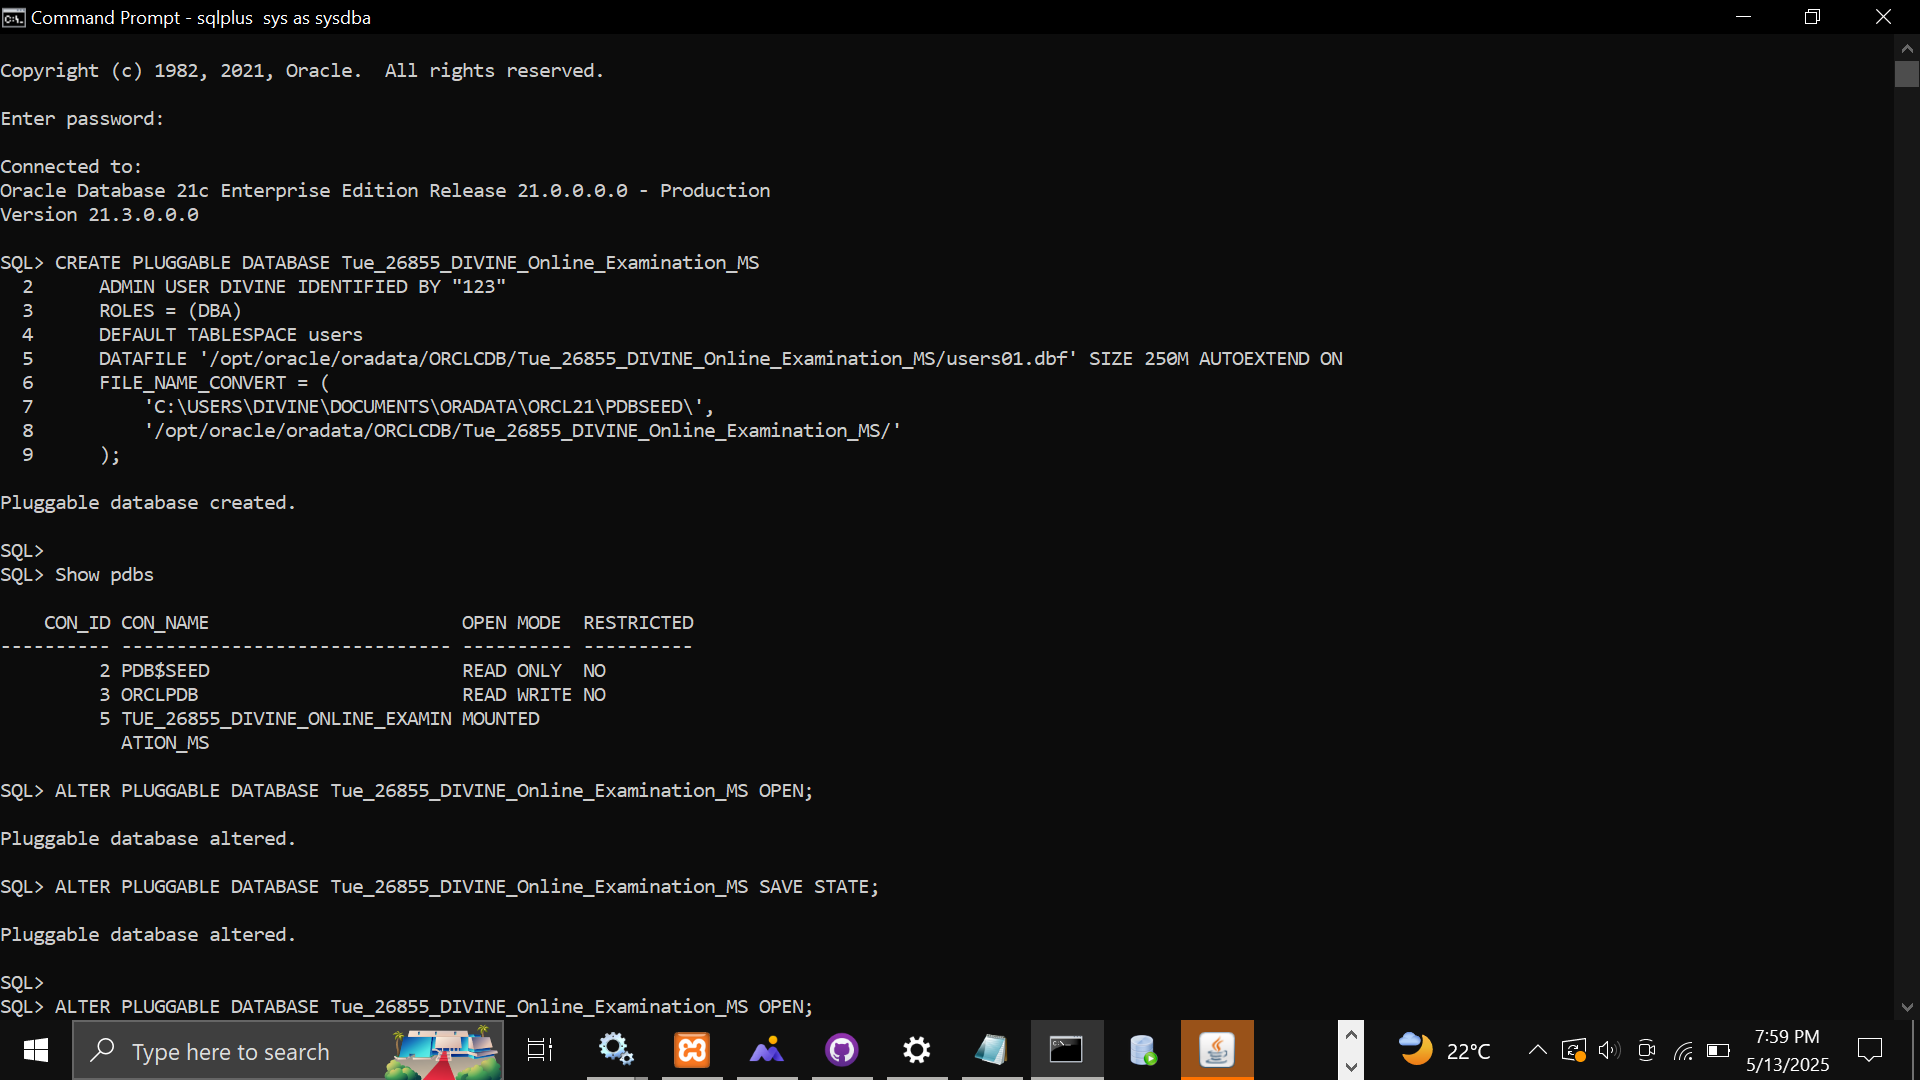 Command Prompt - sqlplus  sys as sysdba
Copyright (c) 1982, 2021, Oracle.  All rights reserved.
Enter password:
Connected to:
Oracle Database 21c Enterprise Edition Release 21.0.0.0.0 - Production
Version 21.3.0.0.0
SQL> CREATE PLUGGABLE DATABASE Tue_26855_DIVINE_Online_Examination_MS
  2      ADMIN USER DIVINE IDENTIFIED BY "123"
  3      ROLES = (DBA)
  4      DEFAULT TABLESPACE users
  5      DATAFILE '/opt/oracle/oradata/ORCLCDB/Tue_26855_DIVINE_Online_Examination_MS/users01.dbf' SIZE 250M AUTOEXTEND ON
  6      FILE_NAME_CONVERT = (
  7          'C:\USERS\DIVINE\DOCUMENTS\ORADATA\ORCL21\PDBSEED\',
  8          '/opt/oracle/oradata/ORCLCDB/Tue_26855_DIVINE_Online_Examination_MS/'
  9      );
Pluggable database created.
SQL>
SQL> Show pdbs
    CON_ID CON_NAME                       OPEN MODE  RESTRICTED
---------- ------------------------------ ---------- ----------
         2 PDB$SEED                       READ ONLY  NO
         3 ORCLPDB                        READ WRITE NO
         5 TUE_26855_DIVINE_ONLINE_EXAMIN MOUNTED
           ATION_MS
SQL> ALTER PLUGGABLE DATABASE Tue_26855_DIVINE_Online_Examination_MS OPEN;
Pluggable database altered.
SQL> ALTER PLUGGABLE DATABASE Tue_26855_DIVINE_Online_Examination_MS SAVE STATE;
Pluggable database altered.
SQL>
SQL> ALTER PLUGGABLE DATABASE Tue_26855_DIVINE_Online_Examination_MS OPEN;
Type here to search
22°C
7:59 PM
5/13/2025